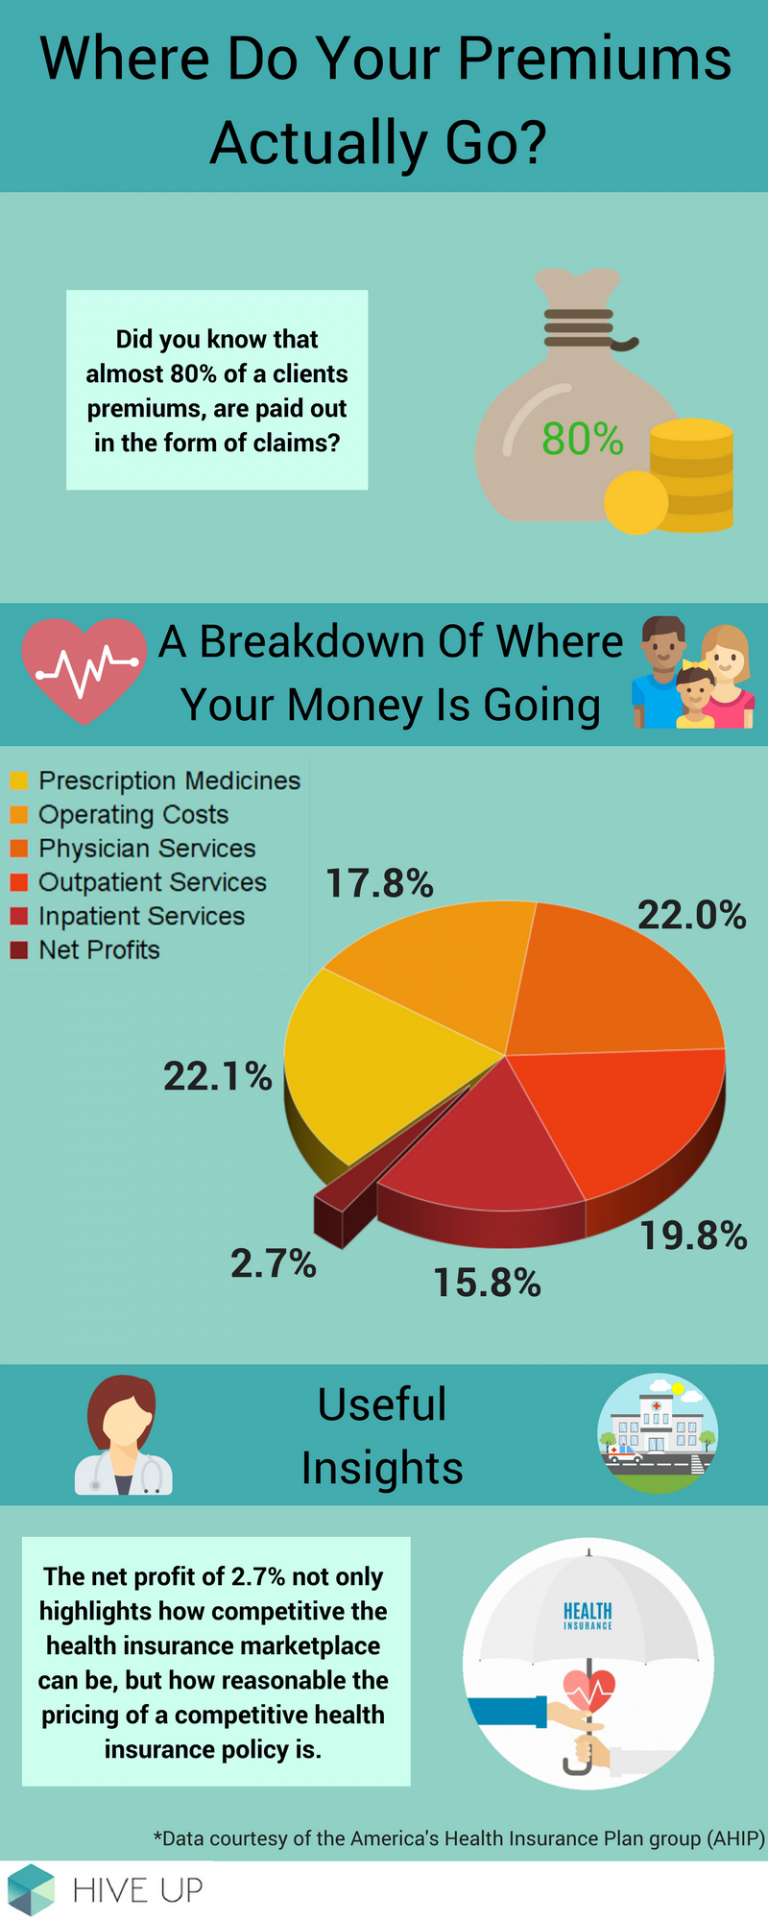 Where Do Your Premiums
Actually Go?
Did you know that
almost 80% of a clients
premiums, are paid out
in the form of claims?
80%
A Breakdown Of Where
Your Money Is Going
Prescription Medicines
Operating Costs
Physician Services
Outpatient Services
Inpatient Services
Net Profits
17.8%
22.0%
22.1%
19.8%
2.7%
15.8%
Useful
Insights
The net profit of 2.7% not only
highlights how competitive the
health insurance marketplace
can be, but how reasonable the
pricing of a competitive health
insurance policy is.
HEALTH
INSURANCE
*Data courtesy of the America's Health Insurance Plan group (AHIP)
HIVE UP